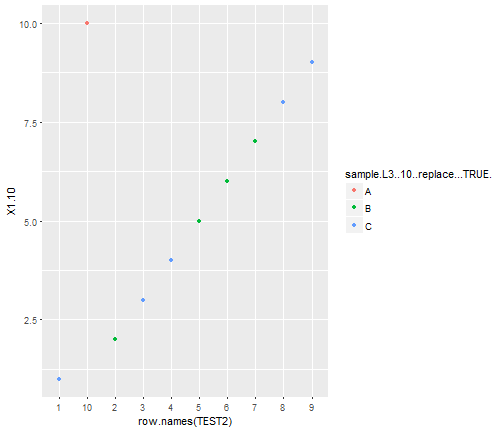 10.0
7.5
5.0
2.5
X1.10
1 10 2 3 4 5 6 7 8 9
row.names(TEST2)
sample.L3..10..replace...TRUE.
A
B
C